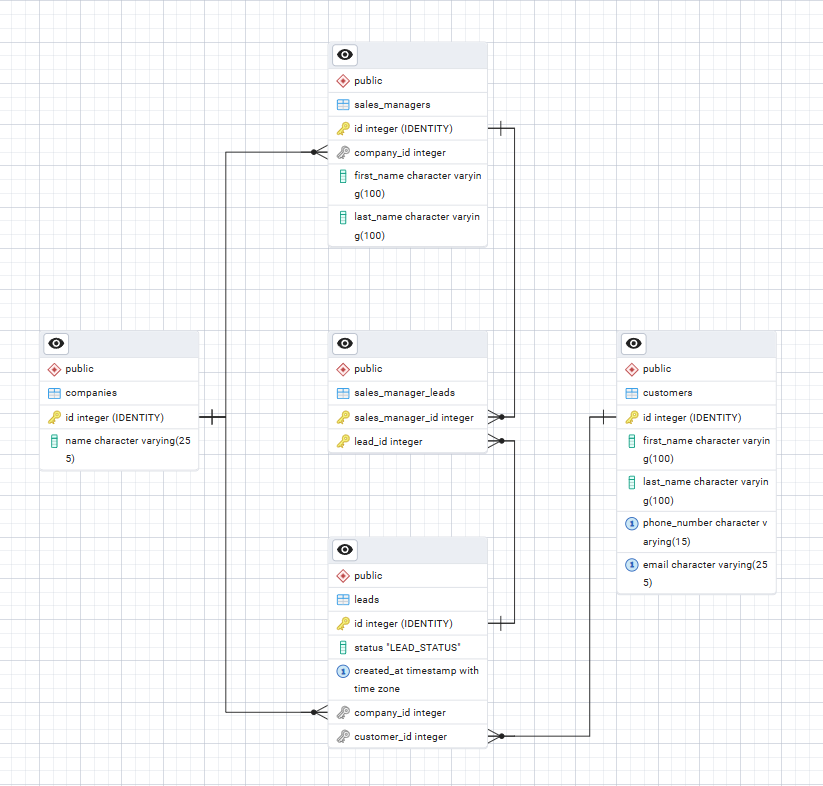 public
sales_managers
id integer (IDENTITY)
company_id integer
first_name character varyin
g(100)
last_name character varyin
g(100)
public
companies
id integer (IDENTITY)
name character varying(25
5)
public
sales_manager_leads
sales_manager_id integer
lead_id integer
public
customers
id integer (IDENTITY)
first_name character varyin
g(100)
last_name character varyin
g(100)
1 phone_number character v
arying(15)
1 email character varying(25
5)
public
leads
id integer (IDENTITY)
status "LEAD_STATUS"
1 created_at timestamp with
time zone
company_id integer
customer_id integer